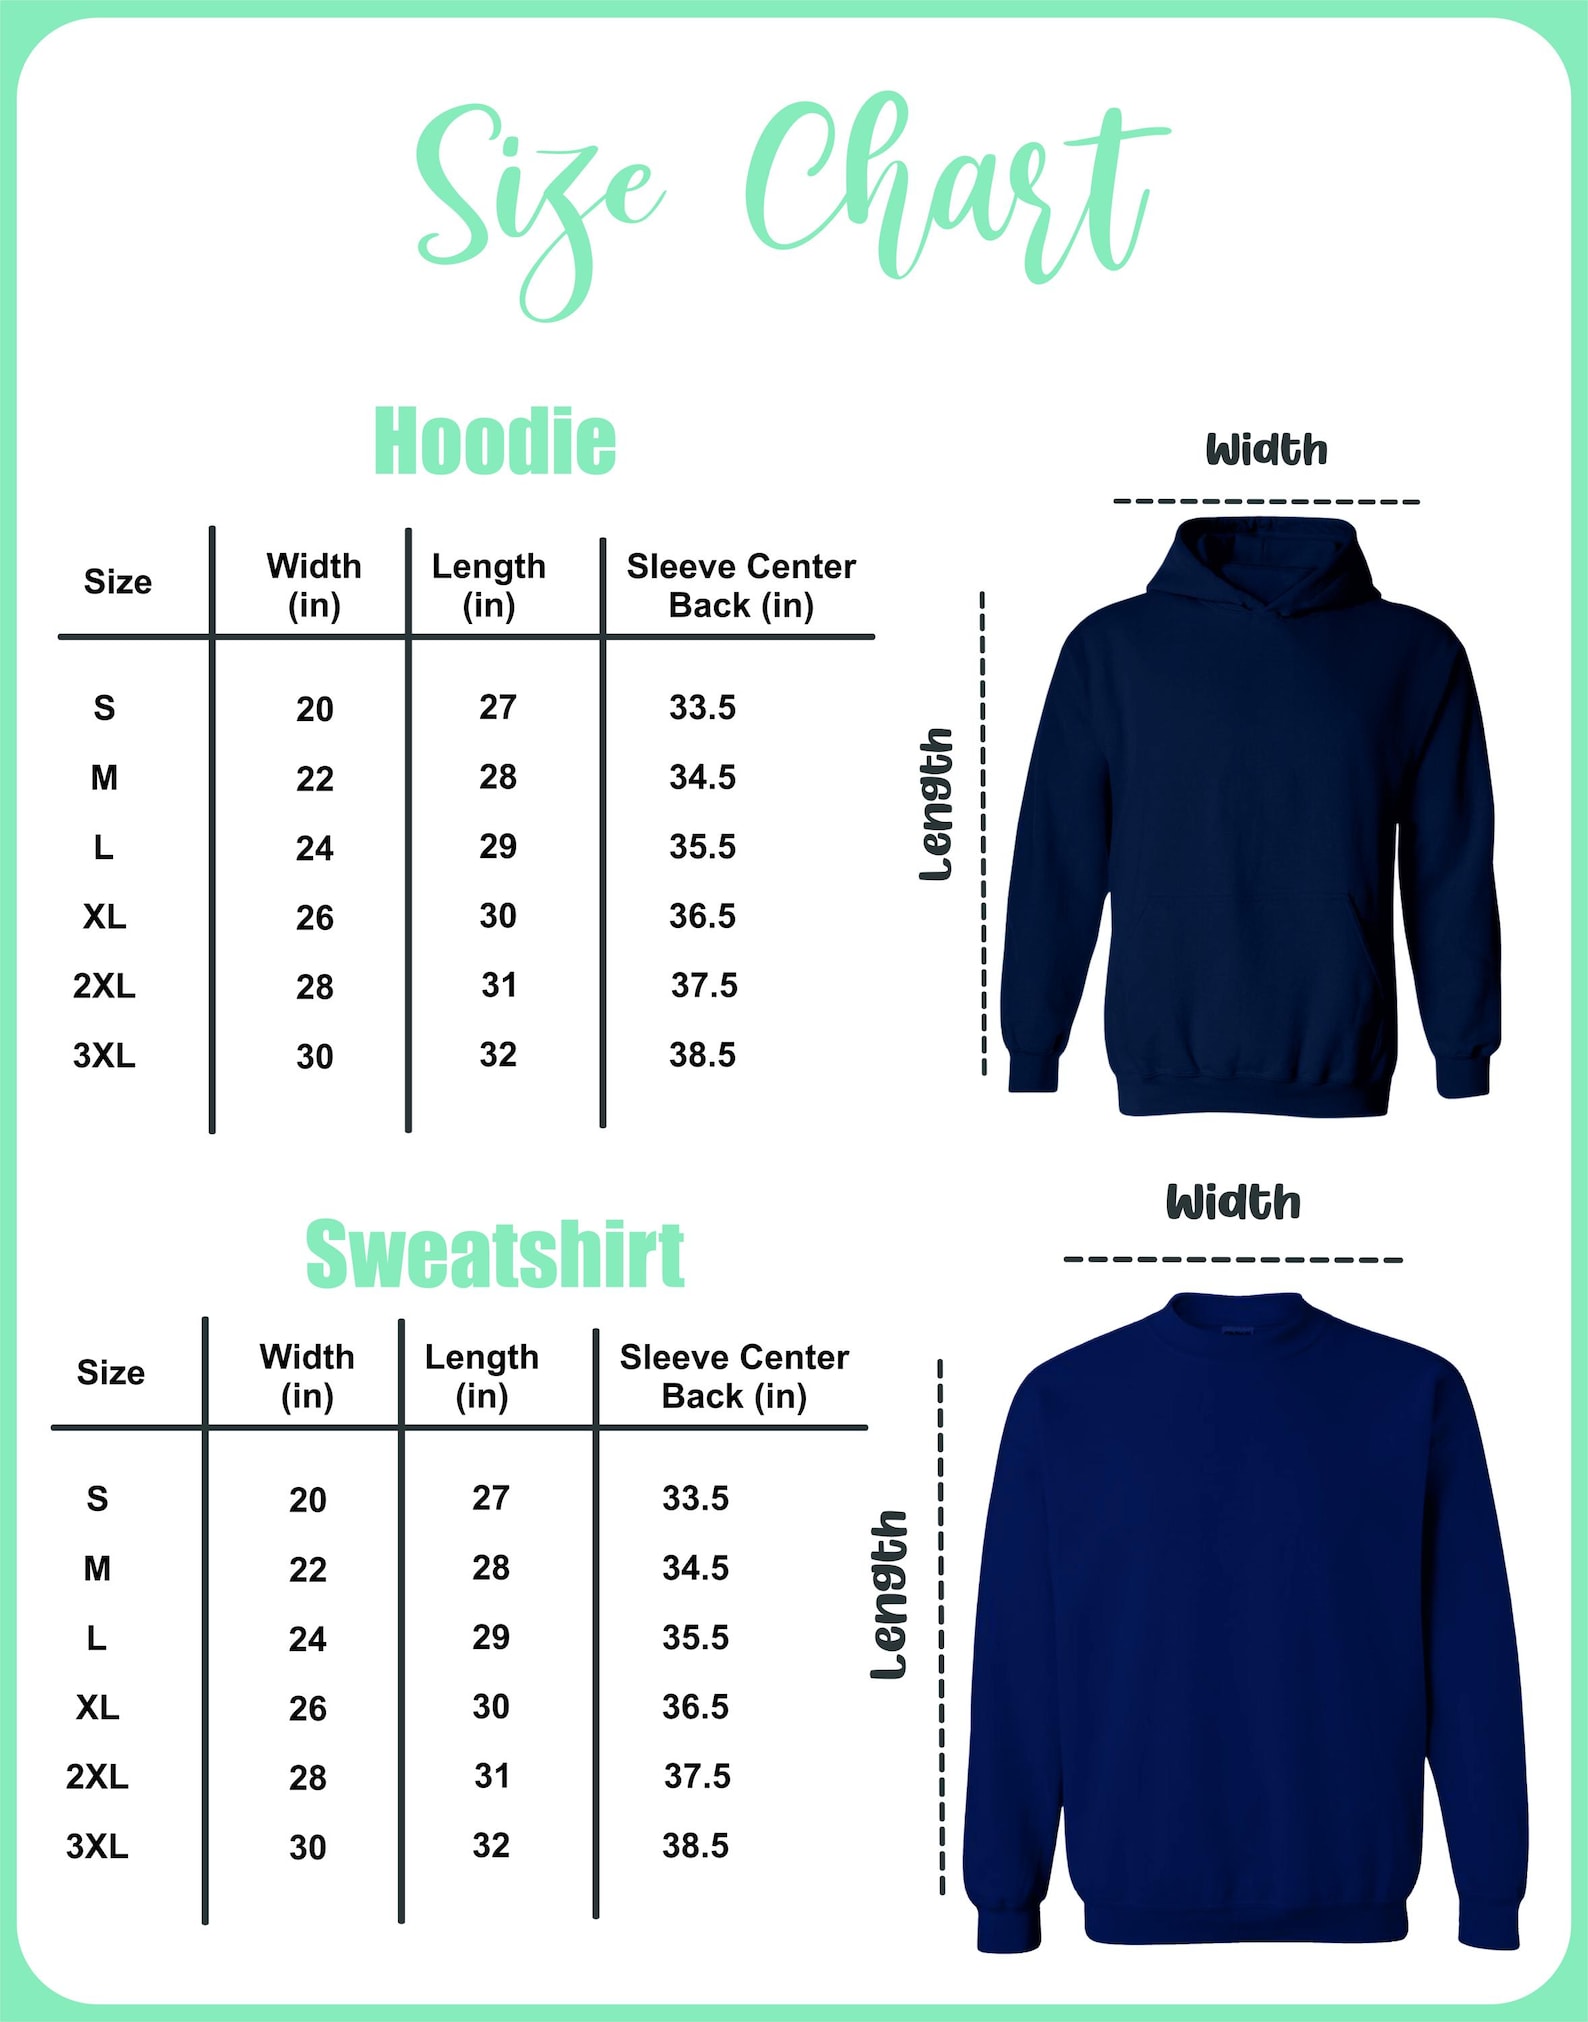 Size Chart
Hoodie
Width
Size Width (in) Length (in) Sleeve Center Back (in)
S 20 27 33.5
M 22 28 34.5
L 24 29 35.5
XL 26 30 36.5
2XL 28 31 37.5
3XL 30 32 38.5
Length
Sweatshirt
Width
Size Width (in) Length (in) Sleeve Center Back (in)
S 20 27 33.5
M 22 28 34.5
L 24 29 35.5
XL 26 30 36.5
2XL 28 31 37.5
3XL 30 32 38.5
Length